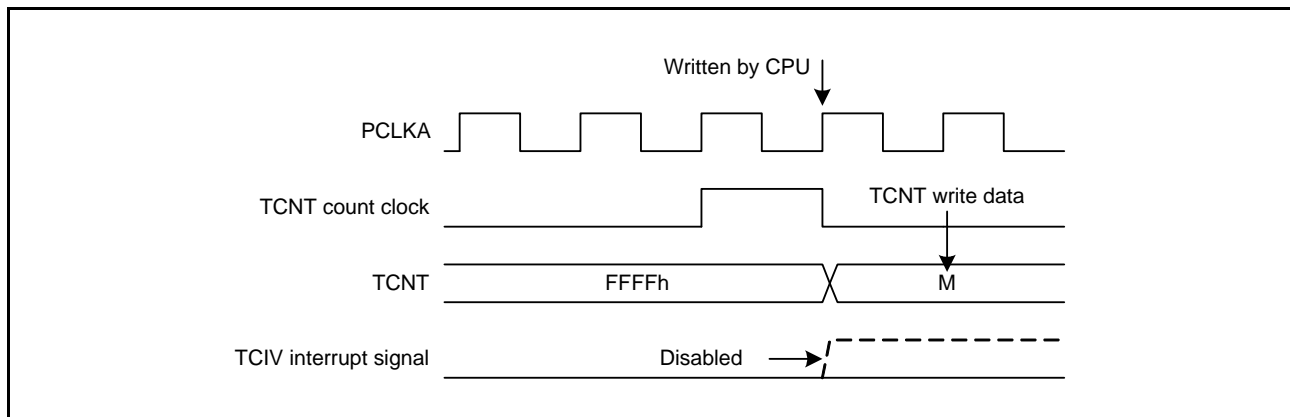 Written by CPU
PCLKA
TCNT count clock
TCNT write data
TCNT
FFFFh
M
TCIV interrupt signal
Disabled